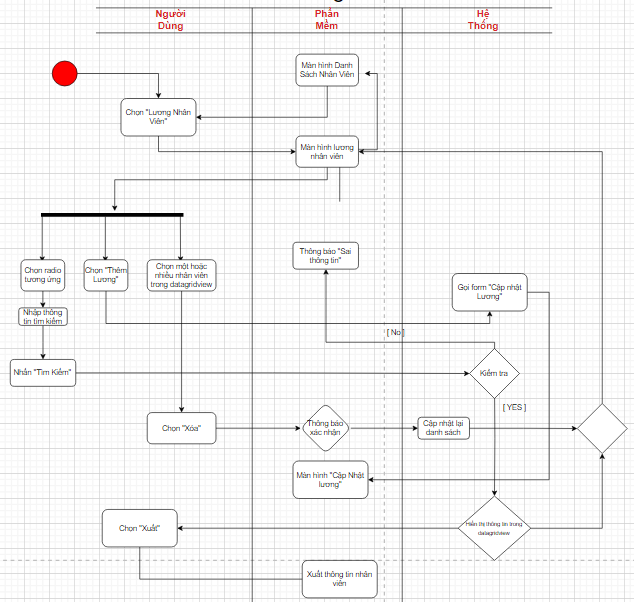 Người
Dùng
Phần
Mềm
Hệ
Thống
Màn hình Danh
Sách Nhân Viên
Chọn "Lương Nhân
Viên"
Màn hình lương
nhân viên
Thông báo "Sai
thông tin"
Chọn radio
tương ứng
Chọn "Thêm
Lương"
Chọn một hoặc
nhiều nhân viên
trong datagridview
Gọi form "Cập nhật
Lương"
Nhập thông
tin tìm kiếm
[ No ]
Nhấn "Tìm Kiếm"
Kiểm tra
[ YES ]
Chọn "Xóa"
Thông báo
xác nhận
Cập nhật lại
danh sách
Màn hình "Cập Nhật
lương"
Chọn "Xuất"
Hiển thị thông tin trong
datagridview
Xuất thông tin nhân
viên